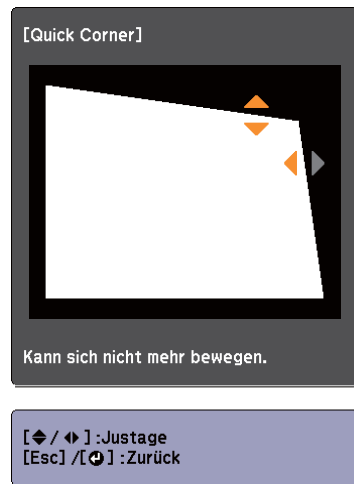 [Quick Corner]
Kann sich nicht mehr bewegen.
[ / ] :Justage
[Esc] /[ ] :Zurück